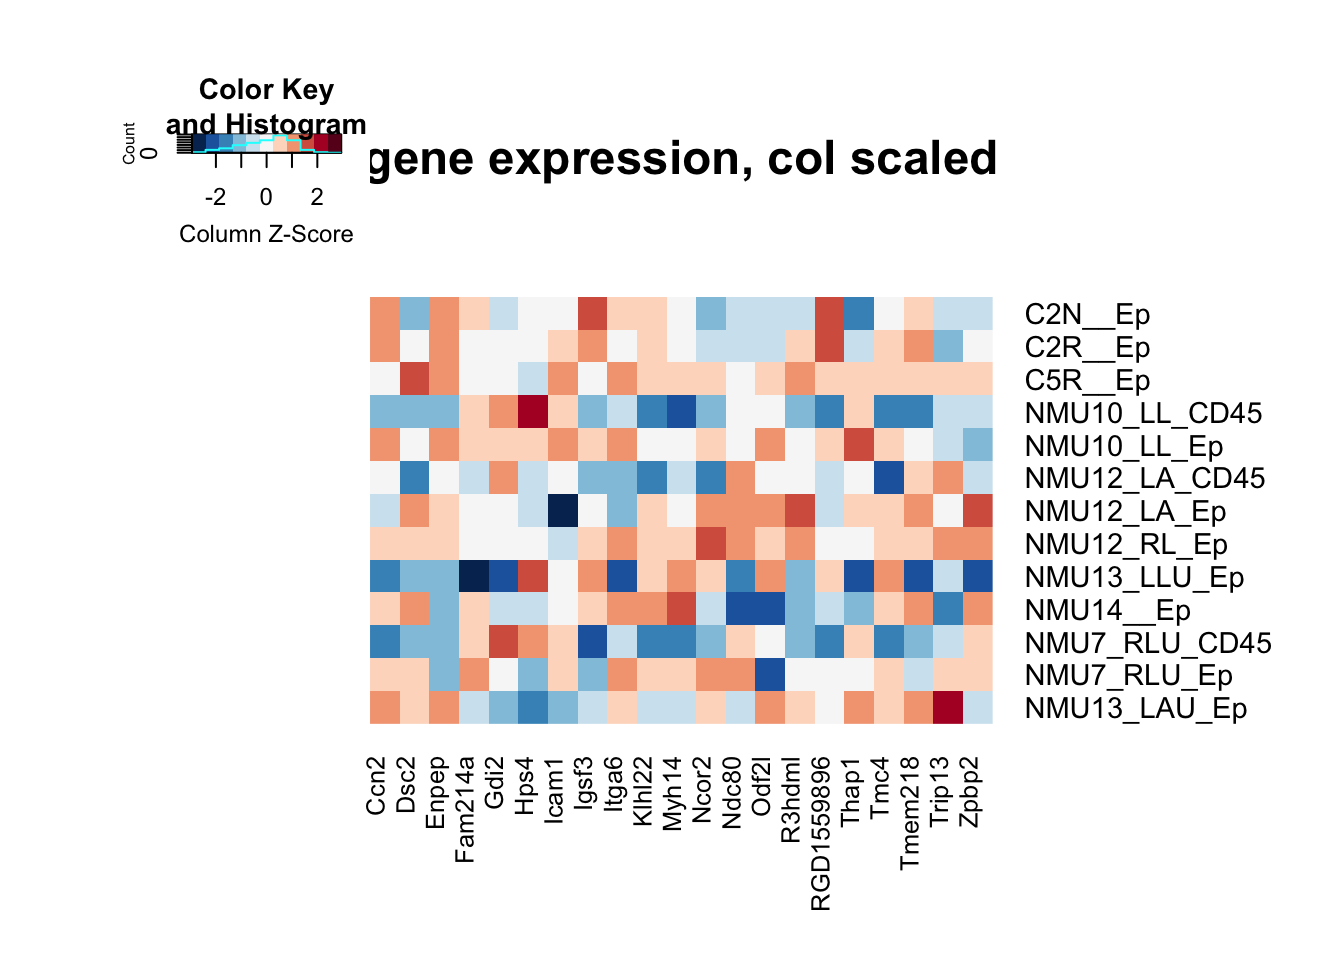 Color Key
and Histogram
Count
0
-2 0 2
Column Z-Score
gene expression, col scaled
C2N__Ep
C2R__Ep
C5R__Ep
NMU10_LL_CD45
NMU10_LL_Ep
NMU12_LA_CD45
NMU12_LA_Ep
NMU12_RL_Ep
NMU13_LLU_Ep
NMU14__Ep
NMU7_RLU_CD45
NMU7_RLU_Ep
NMU13_LAU_Ep
Ccn2
Dsc2
Enpep
Fam214a
Gdi2
Hps4
Icam1
Igsf3
Itga6
Klhl22
Myh14
Ncor2
Ndc80
Odf2l
R3hdml
RGD1559896
Thap1
Tmc4
Tmem218
Trip13
Zpbp2